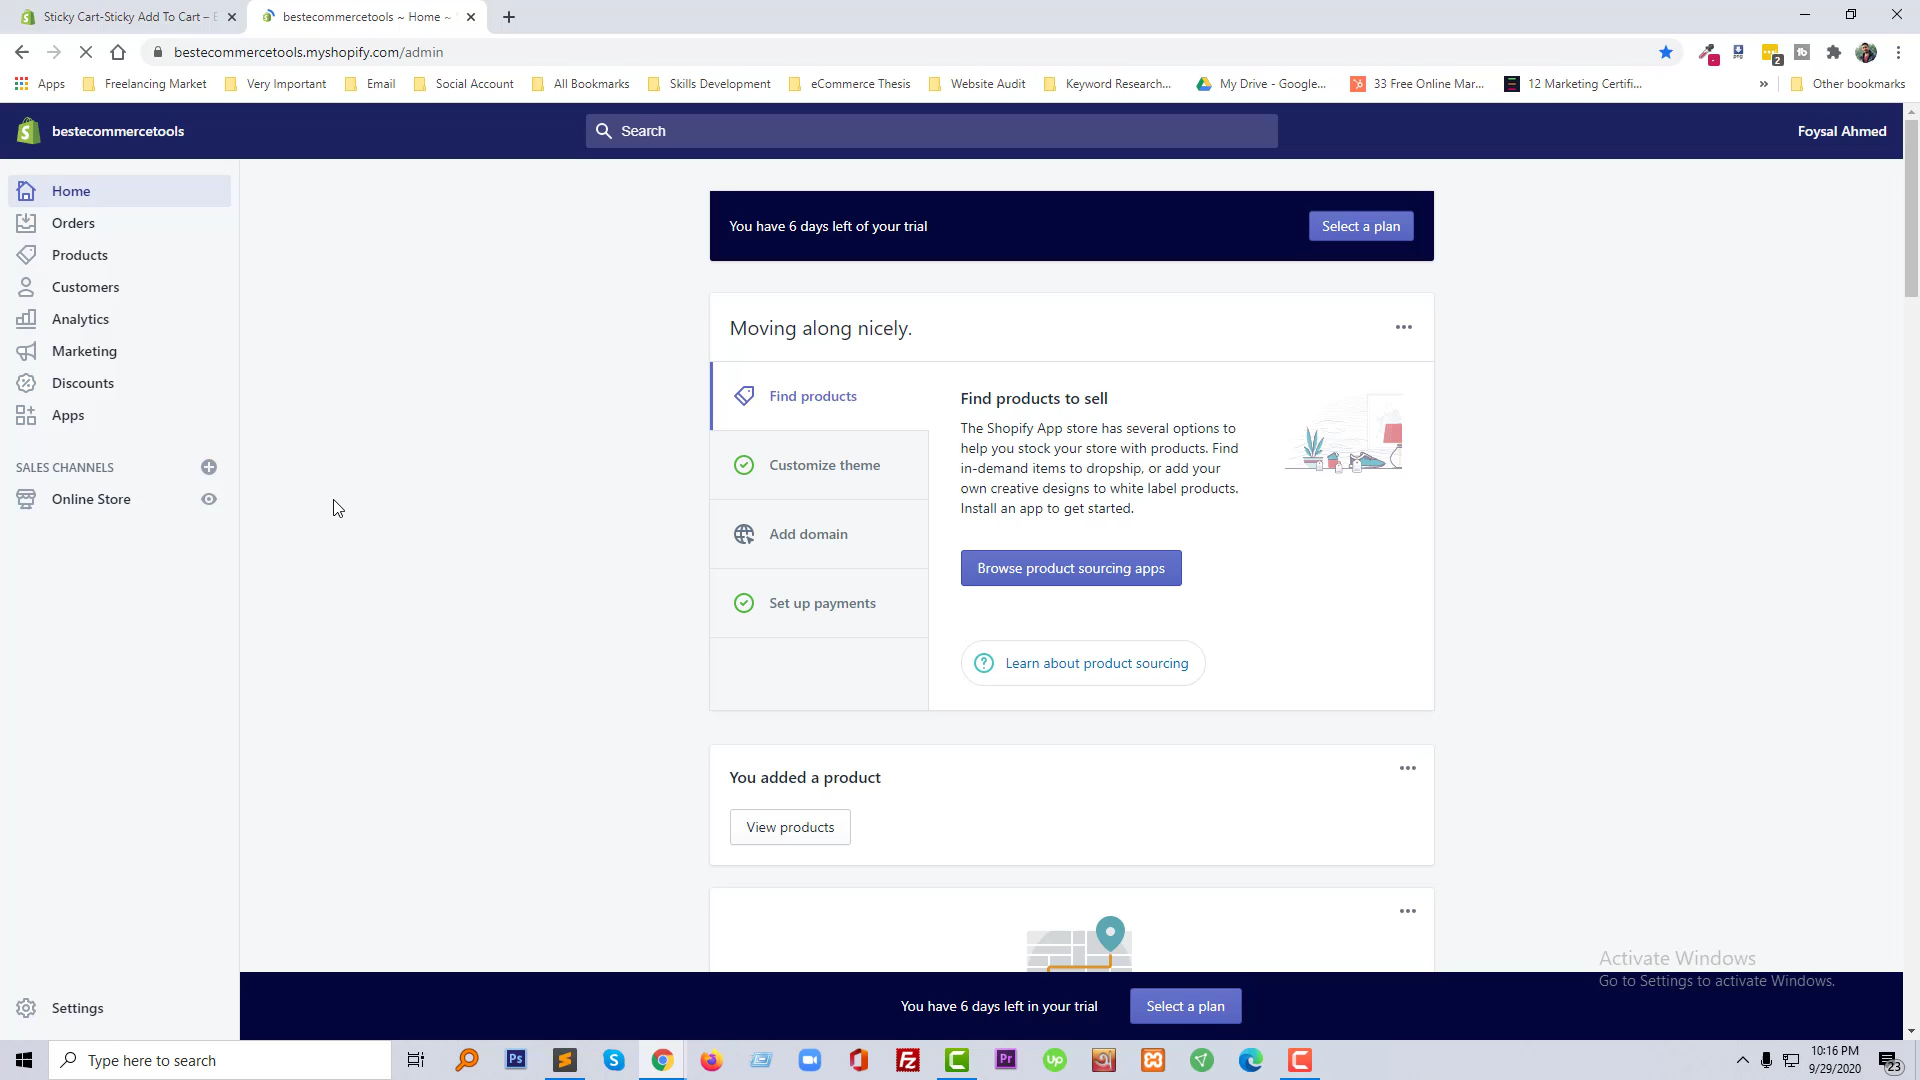 Sticky Cart-Sticky Add To Cart –
bestecommercetools ~ Home ~
bestecommercetools.myshopify.com/admin
2
Apps
Freelancing Market
Very Important
Email
Social Account
All Bookmarks
Skills Development
eCommerce Thesis
Website Audit
Keyword Research...
My Drive - Google...
33 Free Online Mar...
12 Marketing Certifi...
»
Other bookmarks
bestecommercetools
Search
Foysal Ahmed
Home
Orders
Products
Customers
Analytics
Marketing
Discounts
Apps
SALES CHANNELS
Online Store
Settings
You have 6 days left of your trial
Select a plan
Moving along nicely.
Find products
Customize theme
Add domain
Set up payments
Find products to sell
The Shopify App store has several options to
help you stock your store with products. Find
in-demand items to dropship, or add your
own creative designs to white label products.
Install an app to get started.
Browse product sourcing apps
Learn about product sourcing
You added a product
View products
Activate Windows
Go to Settings to activate Windows.
You have 6 days left in your trial
Select a plan
Type here to search
Ps
Pr
10:16 PM
9/29/2020
23